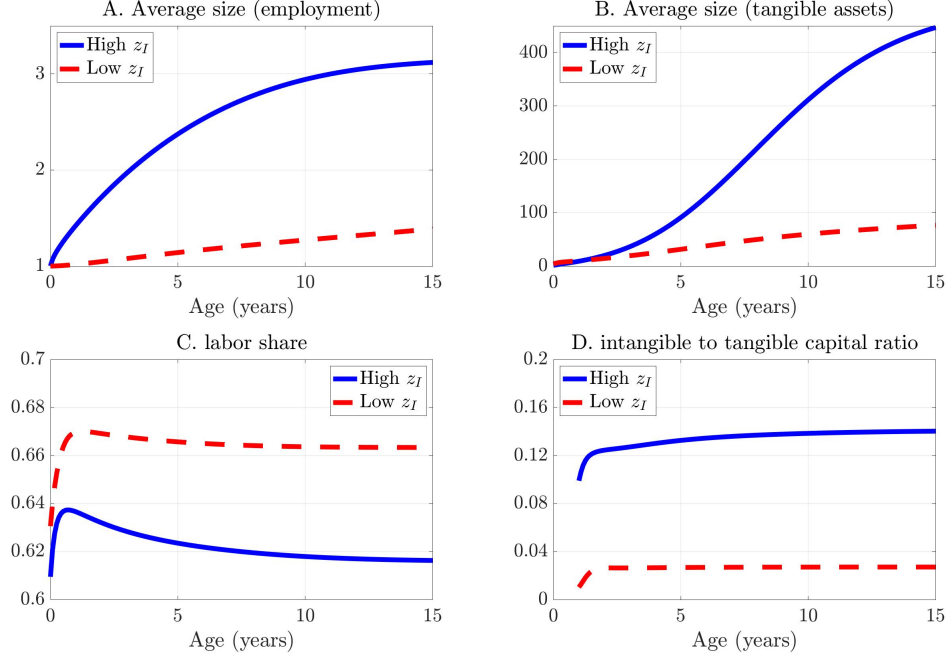 A. Average size (employment)
High z_I
Low z_I
3
2
1
0
5
10
15
Age (years)
B. Average size (tangible assets)
High z_I
Low z_I
400
300
200
100
0
0
5
10
15
Age (years)
C. labor share
High z_I
Low z_I
0.7
0.68
0.66
0.64
0.62
0.6
0
5
10
15
Age (years)
D. intangible to tangible capital ratio
High z_I
Low z_I
0.2
0.16
0.12
0.08
0.04
0
0
5
10
15
Age (years)